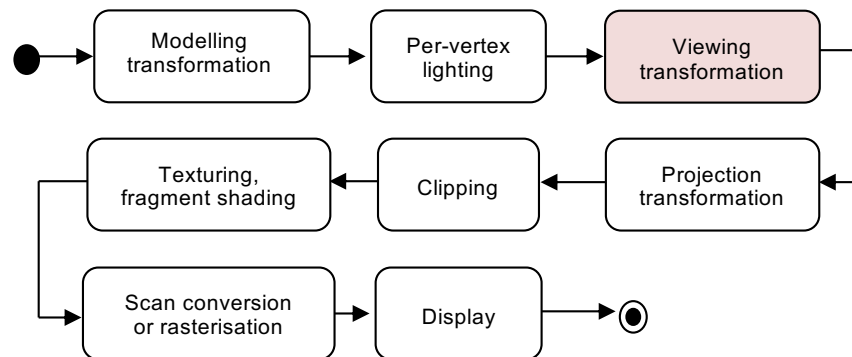 Modelling
transformation
Per-vertex
lighting
Viewing
transformation
Texturing,
fragment shading
Clipping
Projection
transformation
Scan conversion
or rasterisation
Display